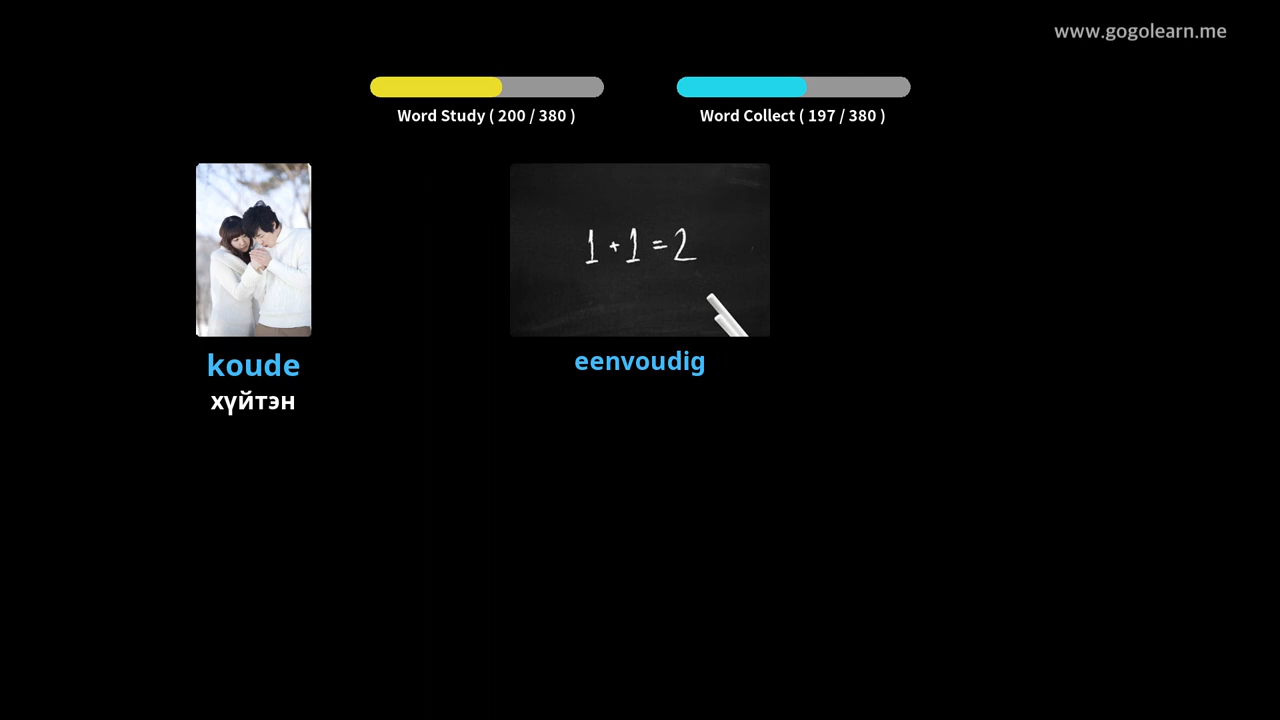 www.gogolearn.me
Word Study ( 200 / 380 )
Word Collect ( 197 / 380 )
1 + 1 = 2
koude
eenvoudig
хүйтэн